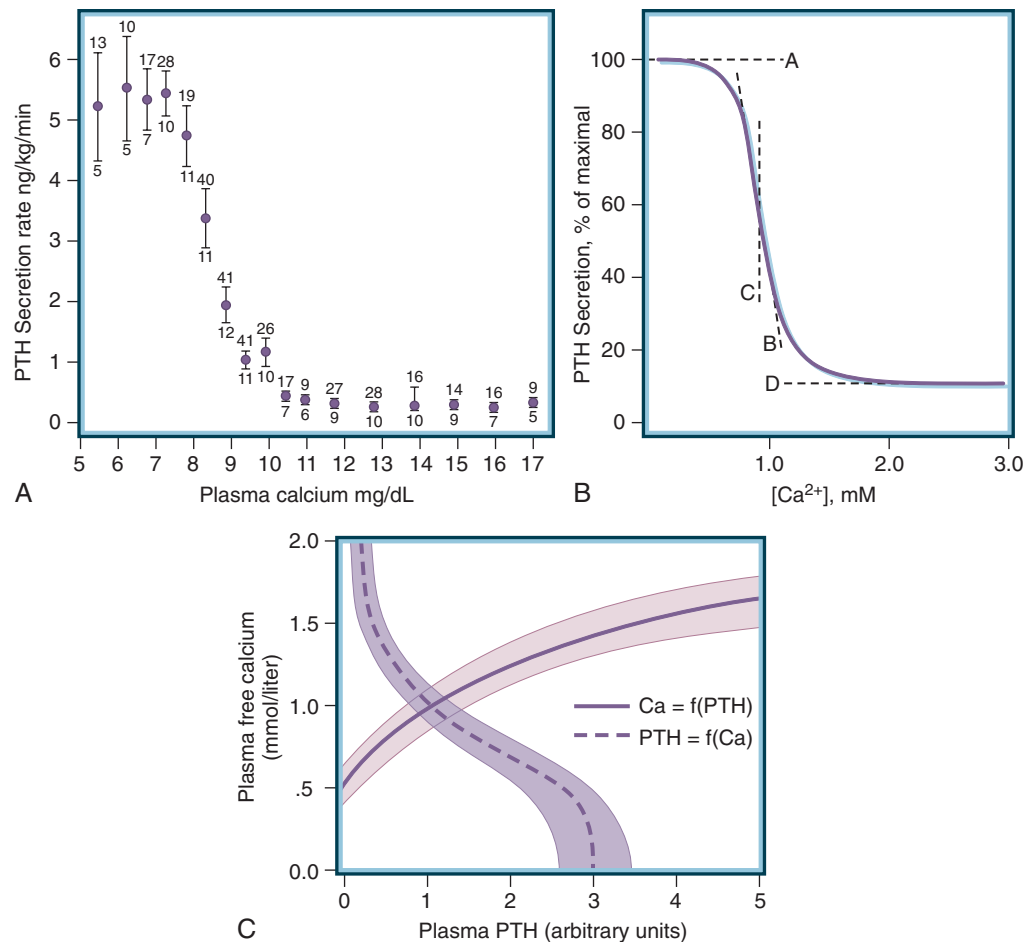 PTH Secretion rate ng/kg/min
6
5
4
3
2
1
0
13
5
10
5
17
7
28
10
19
11
40
11
41
12
41
11
26
10
17
7
9
6
27
9
28
10
16
10
14
9
16
7
9
5
5 6 7 8 9 10 11 12 13 14 15 16 17
A
Plasma calcium mg/dL
PTH Secretion, % of maximal
100
80
60
40
20
0
A
C
B
D
1.0 2.0 3.0
B
[Ca²⁺], mM
Plasma free calcium
(mmol/liter)
2.0
1.5
1.0
.5
0.0
Ca = f(PTH)
PTH = f(Ca)
0 1 2 3 4 5
C
Plasma PTH (arbitrary units)